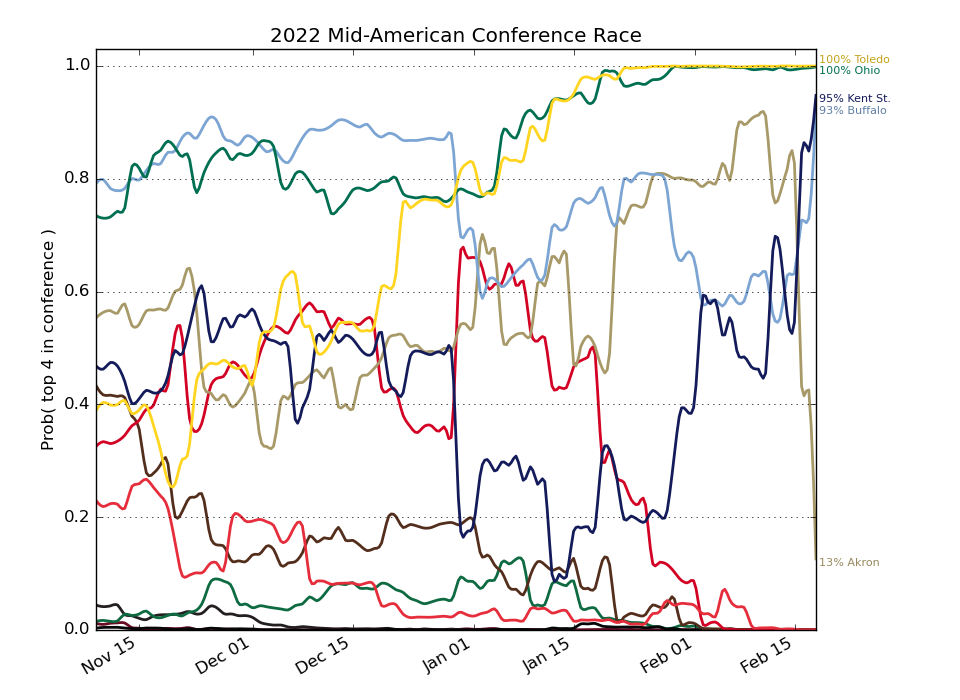 2022 Mid-American Conference Race
Prob( top 4 in conference )
1.0
0.8
0.6
0.4
0.2
0.0
Nov 15
Dec 01
Dec 15
Jan 01
Jan 15
Feb 01
Feb 15
100% Toledo
100% Ohio
95% Kent St.
93% Buffalo
13% Akron